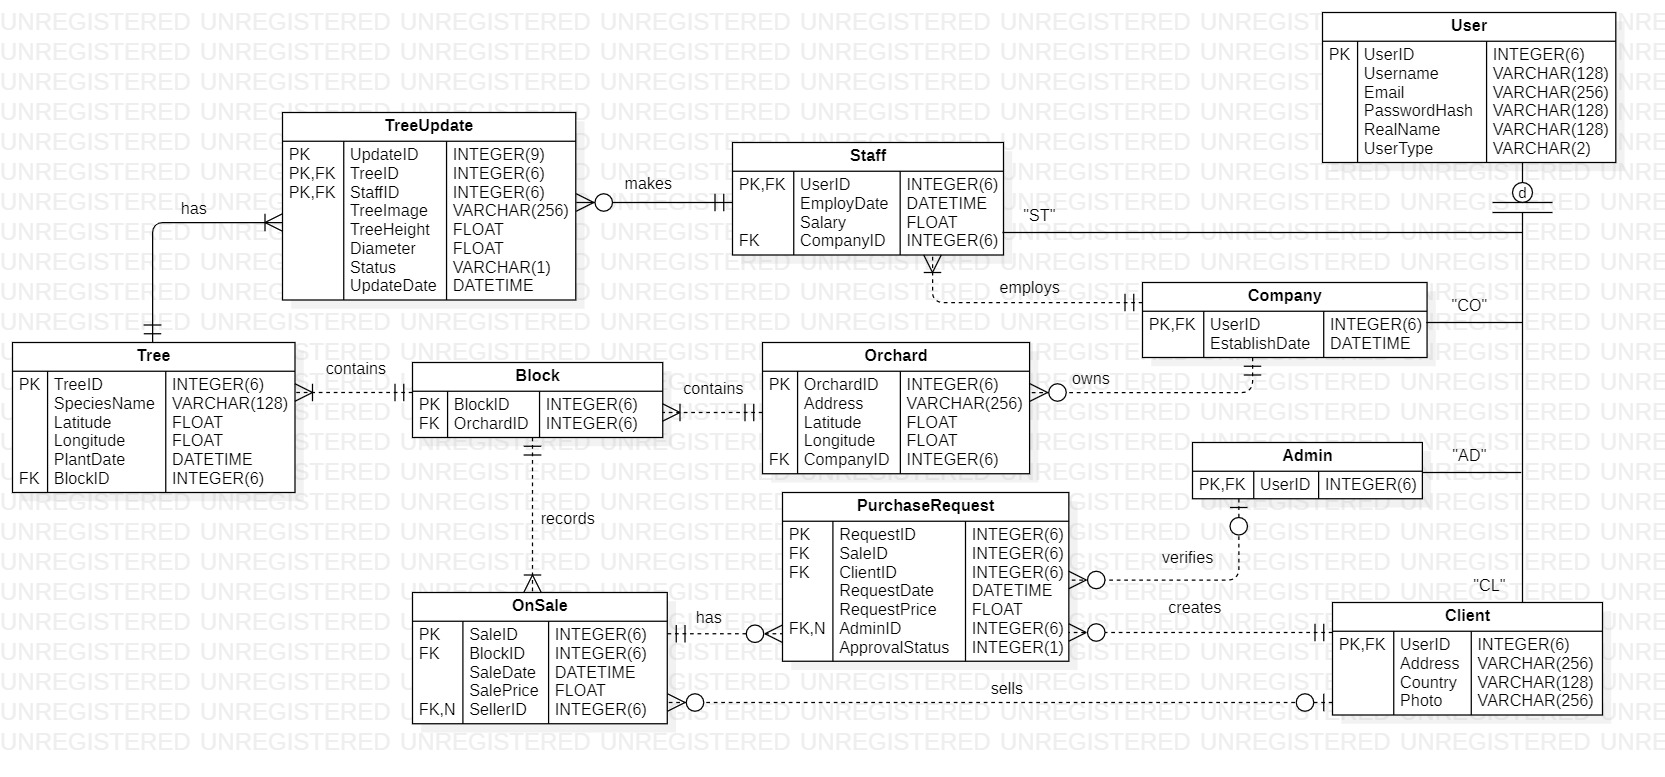 User
PK UserID INTEGER(6)
Username VARCHAR(128)
Email VARCHAR(256)
PasswordHash VARCHAR(128)
RealName VARCHAR(128)
UserType VARCHAR(2)
d
TreeUpdate
PK UpdateID INTEGER(9)
PK,FK TreeID INTEGER(6)
PK,FK StaffID INTEGER(6)
TreeImage VARCHAR(256)
TreeHeight FLOAT
Diameter FLOAT
Status VARCHAR(1)
UpdateDate DATETIME
makes
Staff
PK,FK UserID INTEGER(6)
EmployDate DATETIME
Salary FLOAT
FK CompanyID INTEGER(6)
"ST"
has
employs
Company
PK,FK UserID INTEGER(6)
EstablishDate DATETIME
"CO"
Tree
PK TreeID INTEGER(6)
SpeciesName VARCHAR(128)
Latitude FLOAT
Longitude FLOAT
PlantDate DATETIME
FK BlockID INTEGER(6)
contains
Block
PK BlockID INTEGER(6)
FK OrchardID INTEGER(6)
contains
Orchard
PK OrchardID INTEGER(6)
Address VARCHAR(256)
Latitude FLOAT
Longitude FLOAT
FK CompanyID INTEGER(6)
owns
Admin
PK,FK UserID INTEGER(6)
"AD"
records
PurchaseRequest
PK RequestID INTEGER(6)
FK SaleID INTEGER(6)
FK ClientID INTEGER(6)
RequestDate DATETIME
RequestPrice FLOAT
FK,N AdminID INTEGER(6)
ApprovalStatus INTEGER(1)
verifies
creates
"CL"
OnSale
PK SaleID INTEGER(6)
FK BlockID INTEGER(6)
SaleDate DATETIME
SalePrice FLOAT
FK,N SellerID INTEGER(6)
has
sells
Client
PK,FK UserID INTEGER(6)
Address VARCHAR(256)
Country VARCHAR(128)
Photo VARCHAR(256)
UNREGISTERED